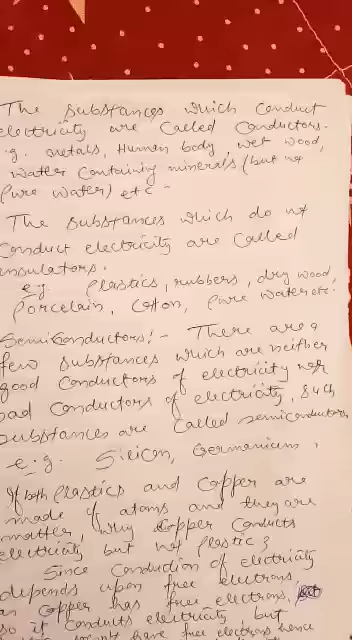 The substances which conduct
electricity are called conductors.
e.g. metals, Human body, wet wood,
water containing minerals (but not
Pure water) etc -
The substances which do not
conduct electricity are called
insulators.
e.g. plastics, rubbers, dry wood,
Porcelain, Coton, Pure water etc.
Semiconductors:- There are a
few substances which are neither
good conductors of electricity nor
bad conductors of electricity, such
substances are called semiconductors
e.g. Silicon, Germanium,
If both Plastics and Copper are
made of atoms and they are
matter, why Copper conducts
electricity but not plastic?
Since conduction of electricity
depends upon free electrons.
as Copper has free electrons,
so it conducts electricity but
have free electrons hence